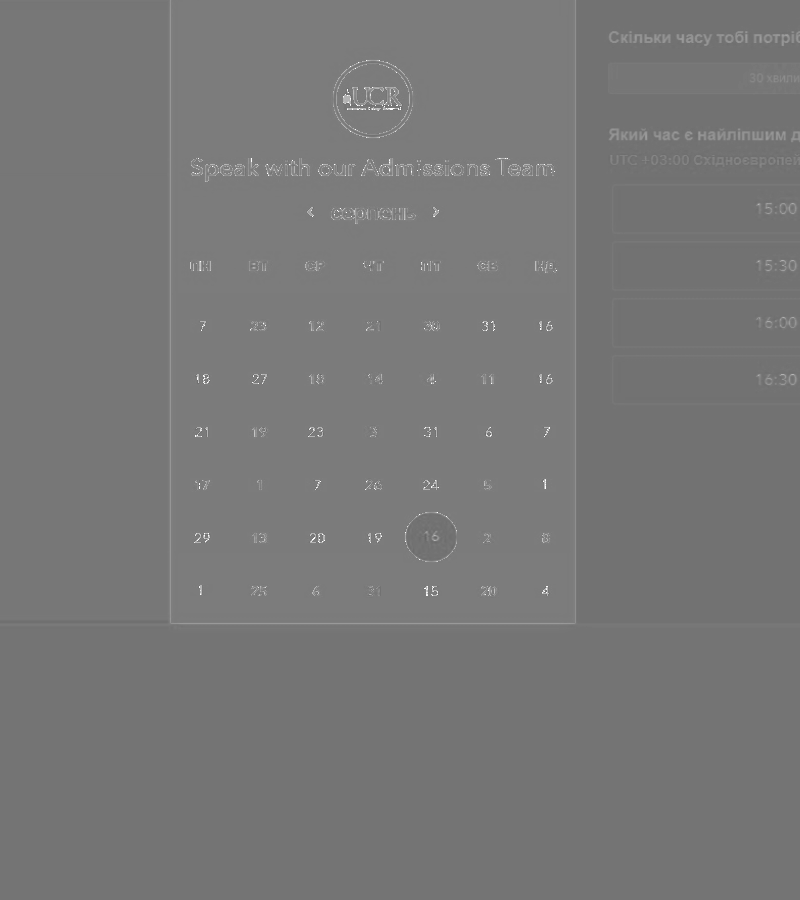 UCR
Speak with our Admissions Team
< серпень >
ПН ВТ СР ЧТ ПТ СБ НД
7 12 21 30 31 16
18 27 18 14 4 11 16
21 19 23 3 31 6 7
17 1 7 26 24 5 1
29 13 20 19 16 2 8
1 25 6 31 15 20 4
Скільки часу тобі потріб
30 хвили
Який час є найліпшим д
UTC +03:00 Східноєвропей
15:00
15:30
16:00
16:30